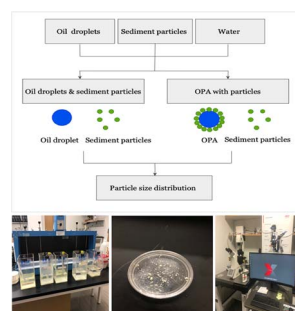 Oil droplets
Sediment particles
Water
Oil droplets & sediment particles
OPA with particles
Oil droplet
Sediment particles
OPA
Sediment particles
Particle size distribution